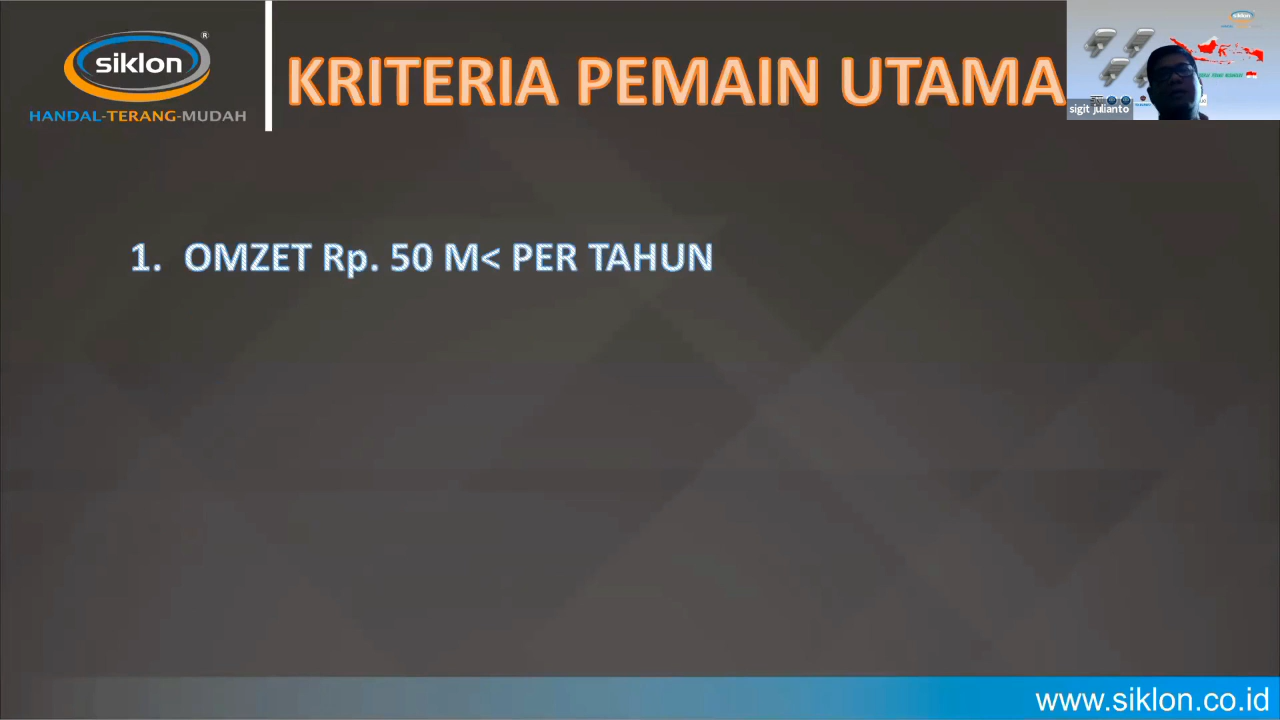 siklon
®
HANDAL-TERANG-MUDAH
KRITERIA PEMAIN UTAMA
siklon
sigit julianto
1. OMZET Rp. 50 M< PER TAHUN
www.siklon.co.id